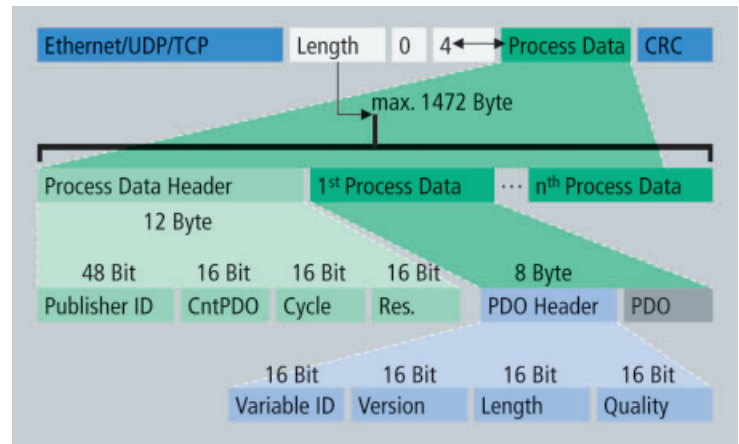 Ethernet/UDP/TCP Length 0 4 Process Data CRC
max. 1472 Byte
Process Data Header 1st Process Data ... nth Process Data
12 Byte
48 Bit 16 Bit 16 Bit 16 Bit 8 Byte
Publisher ID CntPDO Cycle Res. PDO Header PDO
16 Bit 16 Bit 16 Bit 16 Bit
Variable ID Version Length Quality